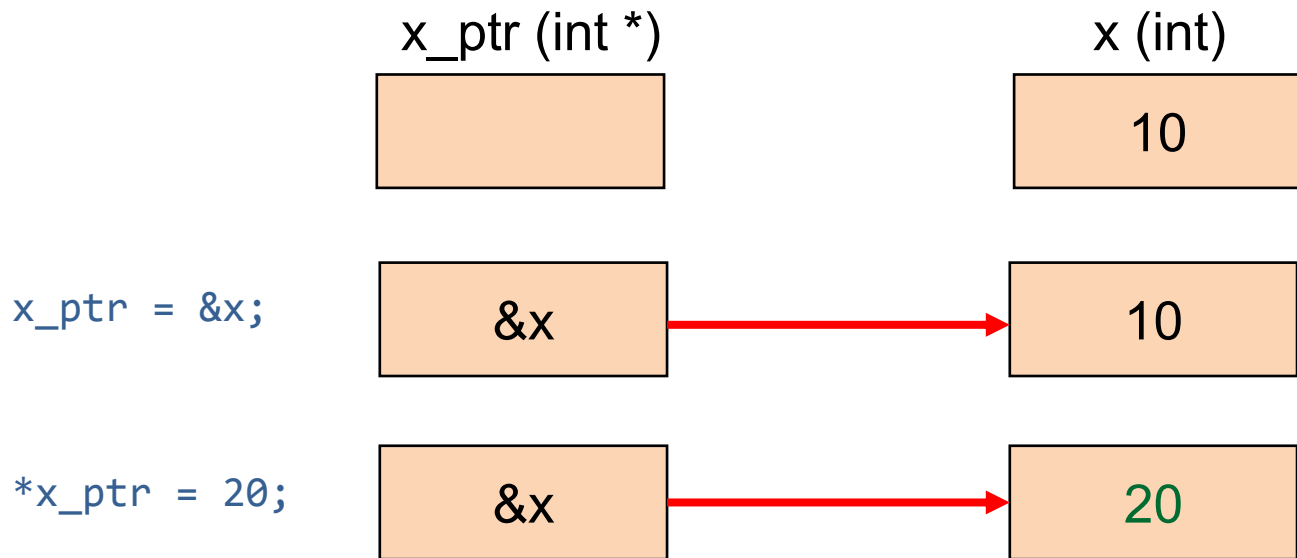 x_ptr (int *) x (int)
10
x_ptr = &x; &x 10
*x_ptr = 20; &x 20